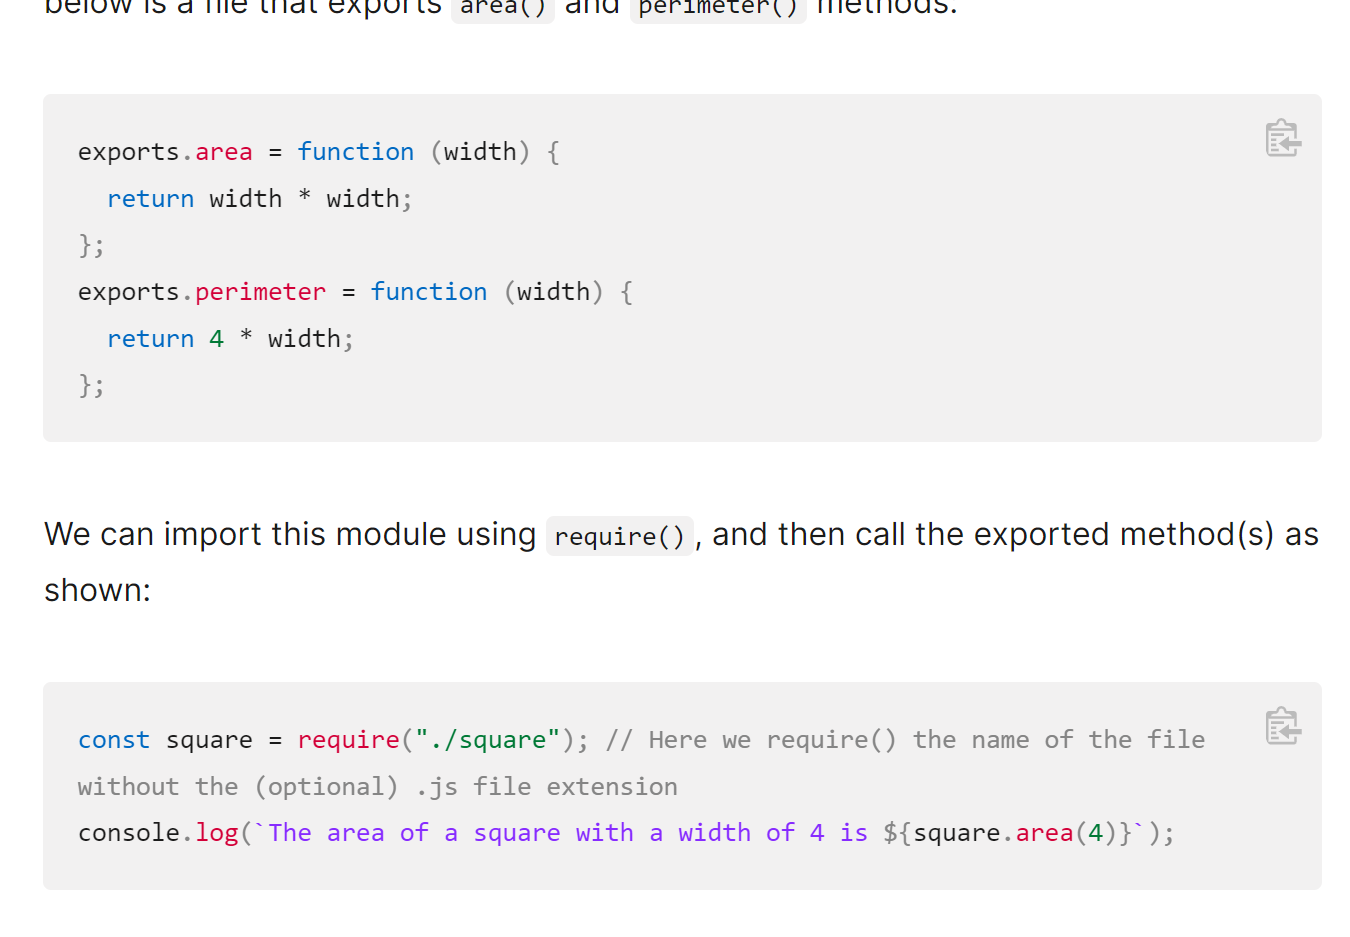 below is a file that exports area() and perimeter() methods:
exports.area = function (width) {
  return width * width;
};
exports.perimeter = function (width) {
  return 4 * width;
};
We can import this module using require(), and then call the exported method(s) as
shown:
const square = require("./square"); // Here we require() the name of the file
without the (optional) .js file extension
console.log(`The area of a square with a width of 4 is ${square.area(4)}`);